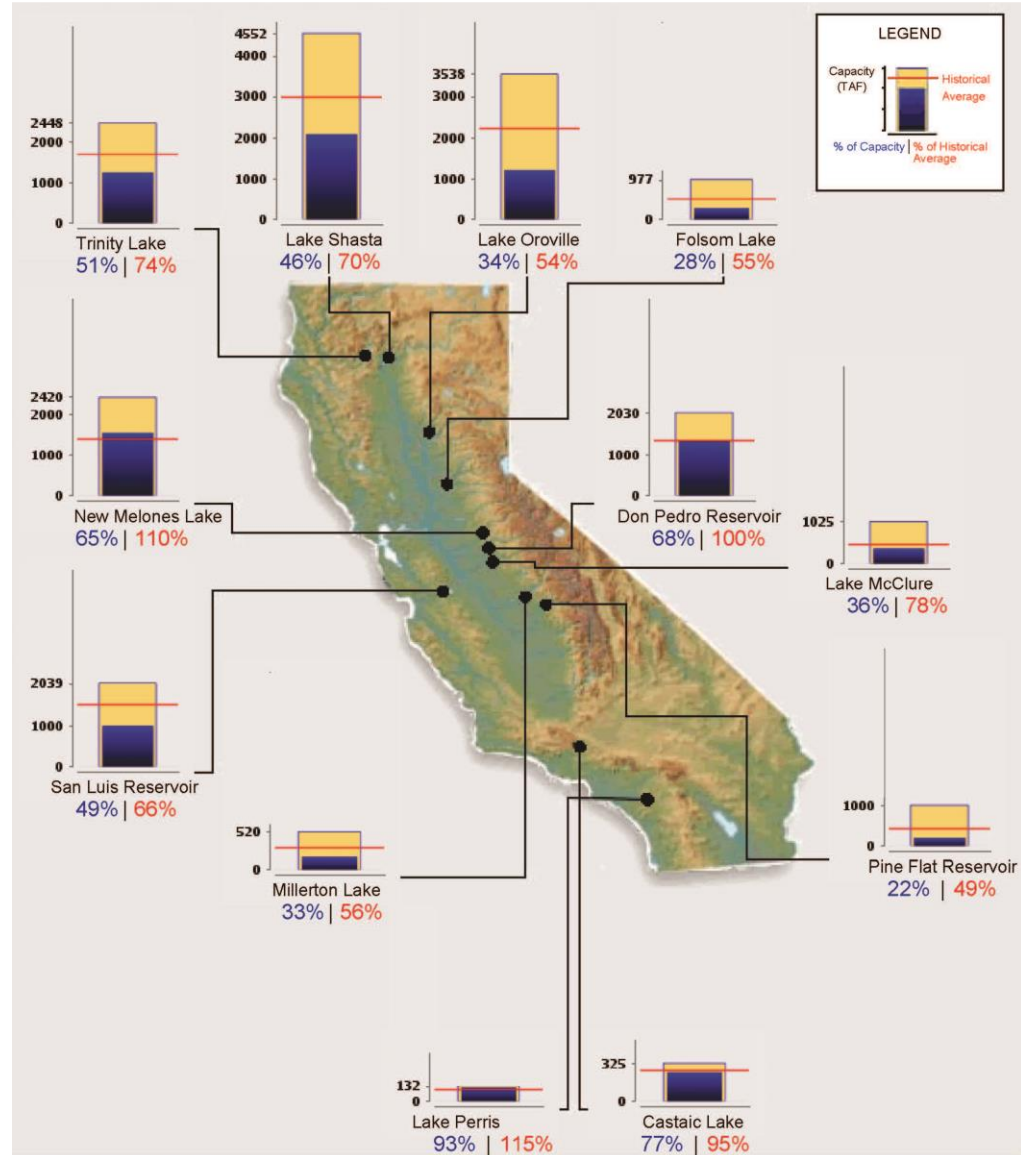 LEGEND
Capacity
(TAF)
Historical
Average
% of Capacity | % of Historical
Average
2448
2000
1000
0
Trinity Lake
51% | 74%
4552
4000
3000
2000
1000
0
Lake Shasta
46% | 70%
3538
3000
2000
1000
0
Lake Oroville
34% | 54%
977
0
Folsom Lake
28% | 55%
2420
2000
1000
0
New Melones Lake
65% | 110%
2030
1000
0
Don Pedro Reservoir
68% | 100%
1025
0
Lake McClure
36% | 78%
2039
1000
0
San Luis Reservoir
49% | 66%
520
0
Millerton Lake
33% | 56%
1000
0
Pine Flat Reservoir
22% | 49%
132
0
Lake Perris
93% | 115%
325
0
Castaic Lake
77% | 95%